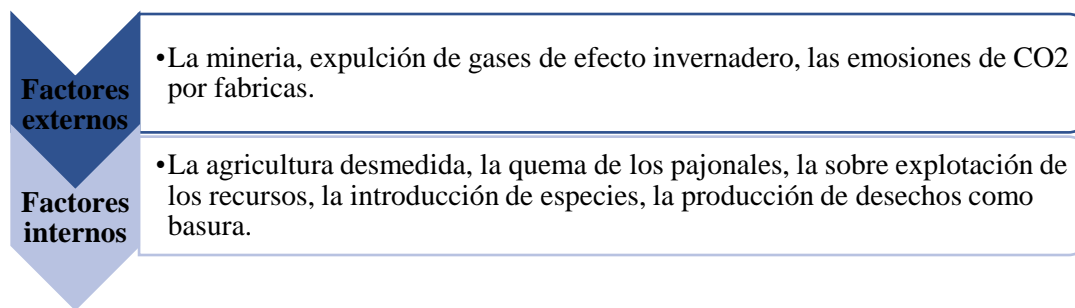 Factores
externos
•La mineria, expulción de gases de efecto invernadero, las emosiones de CO2
por fabricas.
Factores
internos
•La agricultura desmedida, la quema de los pajonales, la sobre explotación de
los recursos, la introducción de especies, la producción de desechos como
basura.